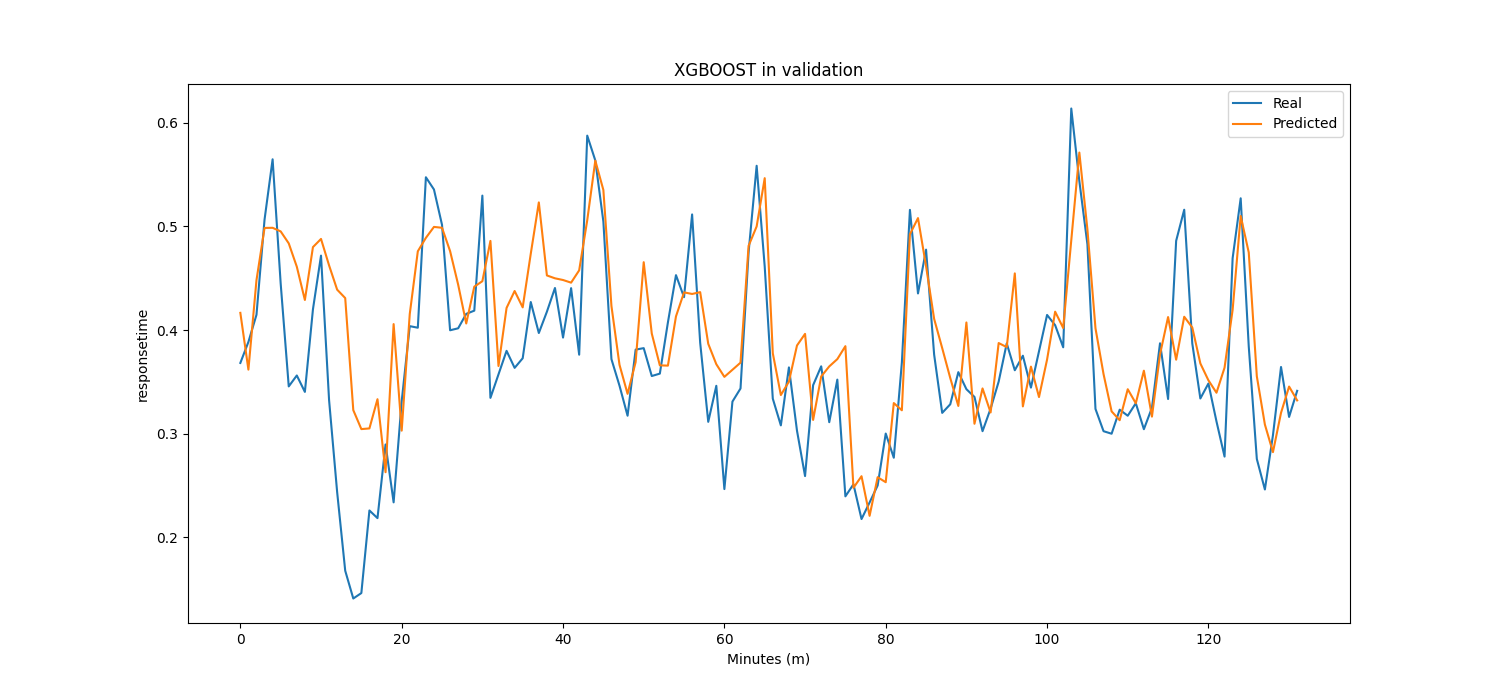 XGBOOST in validation
Real
Predicted
0.6
0.5
0.4
0.3
0.2
responsetime
0 20 40 60 80 100 120
Minutes (m)